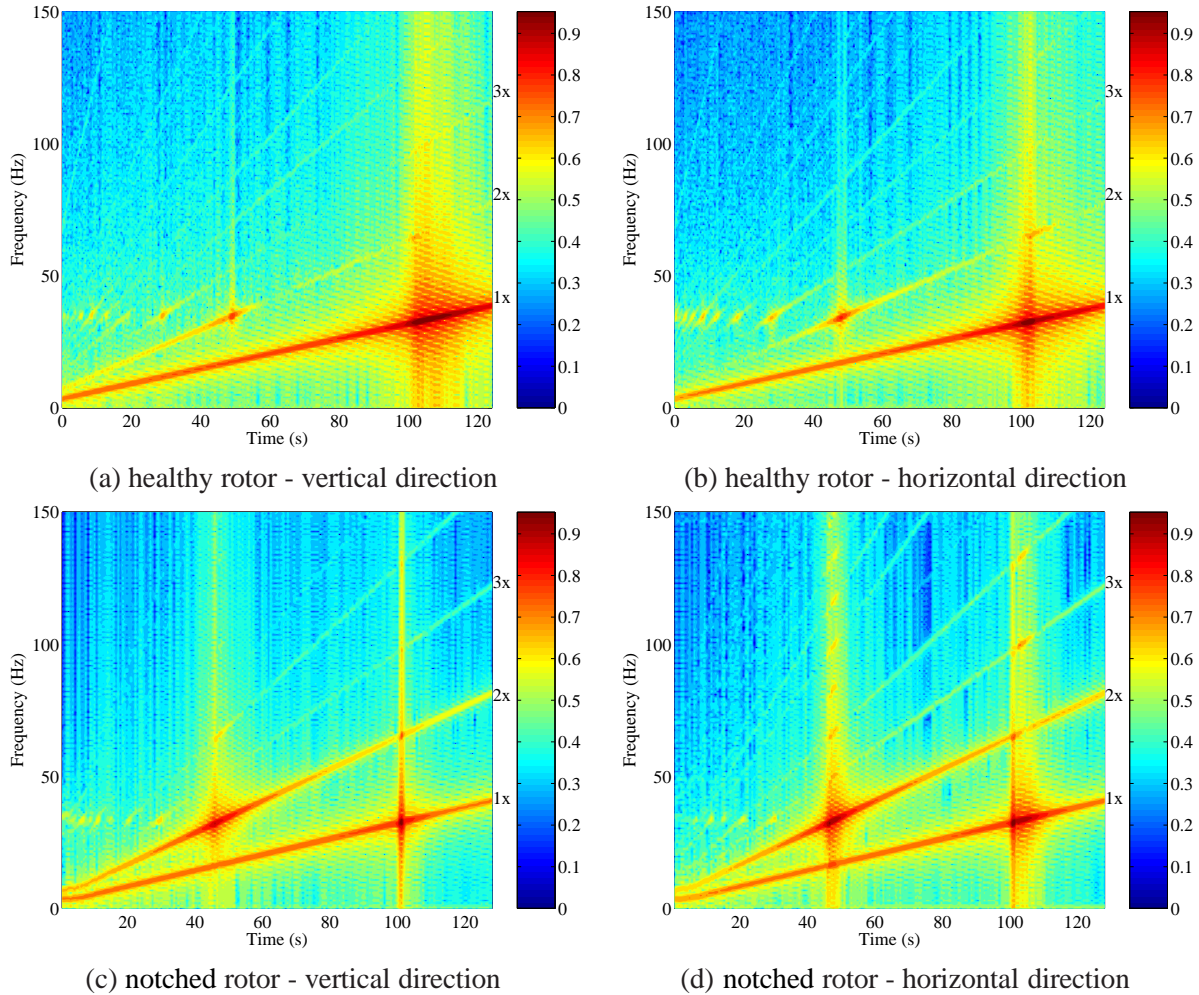 150
100
50
0
Frequency (Hz)
0 20 40 60 80 100 120
Time (s)
3x
2x
1x
0.9
0.8
0.7
0.6
0.5
0.4
0.3
0.2
0.1
0
(a) healthy rotor - vertical direction
150
100
50
0
Frequency (Hz)
0 20 40 60 80 100 120
Time (s)
3x
2x
1x
0.9
0.8
0.7
0.6
0.5
0.4
0.3
0.2
0.1
0
(b) healthy rotor - horizontal direction
150
100
50
0
Frequency (Hz)
20 40 60 80 100 120
Time (s)
3x
2x
1x
0.9
0.8
0.7
0.6
0.5
0.4
0.3
0.2
0.1
0
(c) notched rotor - vertical direction
150
100
50
0
Frequency (Hz)
20 40 60 80 100 120
Time (s)
3x
2x
1x
0.9
0.8
0.7
0.6
0.5
0.4
0.3
0.2
0.1
0
(d) notched rotor - horizontal direction